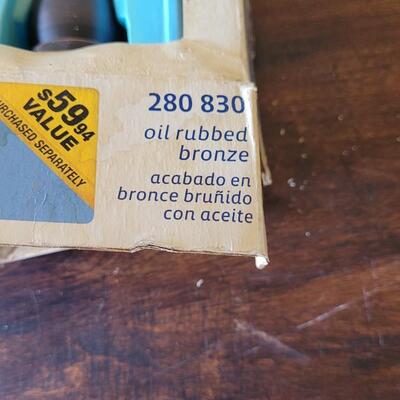 $59.94
VALUE
PURCHASED SEPARATELY
280 830
oil rubbed
bronze
acabado en
bronce bruñido
con aceite